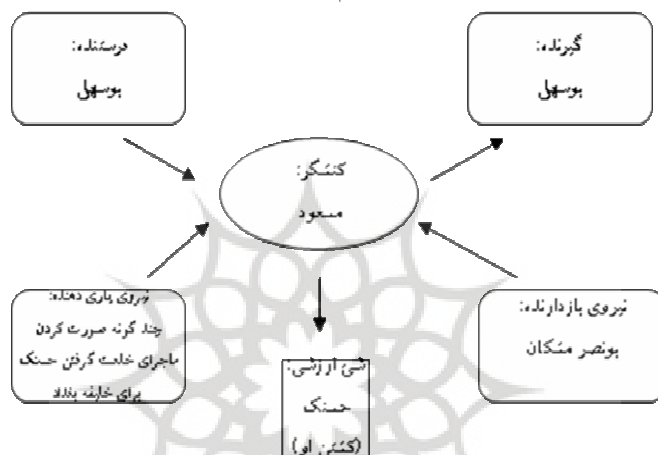 گیرنده:
بوسهل
فرستنده:
بوسهل
کنشگر:
مسعود
نیروی بازدارنده:
بونصر مشکان
نیروی یاری دهنده:
چند گونه صورت کردن
ماجرای خلعت گرفتن حسنک
برای خلیفه بغداد
شیء ارزشی:
حسنک
(کشتن او)